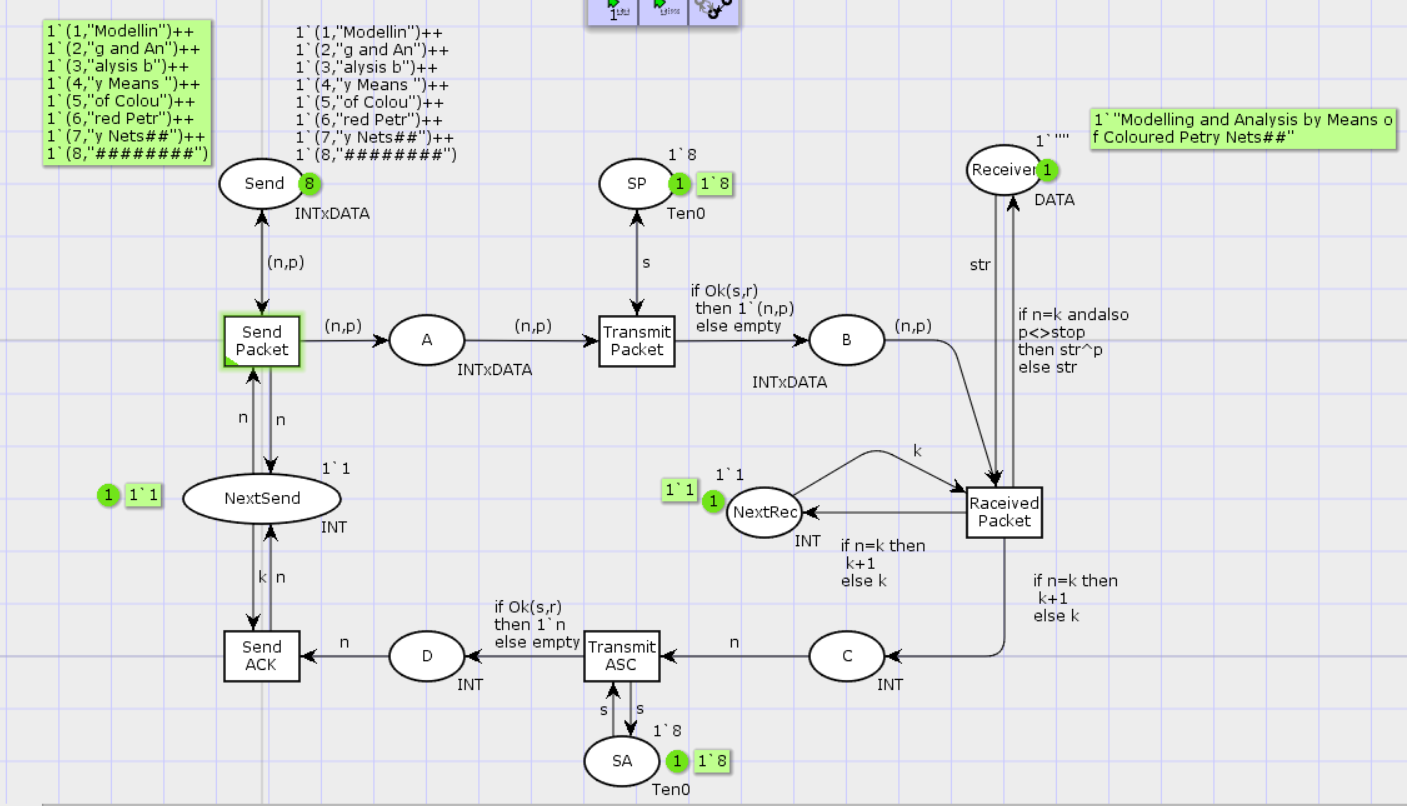 1`(1,"Modellin")++
1`(2,"g and An")++
1`(3,"alysis b")++
1`(4,"y Means ")++
1`(5,"of Colou")++
1`(6,"red Petr")++
1`(7,"y Nets##")++
1`(8,"########")
1`(1,"Modellin")++
1`(2,"g and An")++
1`(3,"alysis b")++
1`(4,"y Means ")++
1`(5,"of Colou")++
1`(6,"red Petr")++
1`(7,"y Nets##")++
1`(8,"########")
1`"Modelling and Analysis by Means o
f Coloured Petry Nets##"
Send
8
INTxDATA
1`8
SP
1
1`8
Ten0
1`""
Receiver
1
DATA
(n,p)
s
str
if n=k andalso
p<>stop
then str^p
else str
Send
Packet
(n,p)
A
INTxDATA
(n,p)
Transmit
Packet
if Ok(s,r)
then 1`(n,p)
else empty
B
INTxDATA
(n,p)
n
n
1
1`1
1`1
NextSend
INT
1`1
1
1`1
NextRec
INT
k
Raceived
Packet
if n=k then
k+1
else k
if n=k then
k+1
else k
k
n
Send
ACK
n
D
INT
if Ok(s,r)
then 1`n
else empty
Transmit
ASC
n
C
INT
s
s
1`8
SA
1
1`8
Ten0